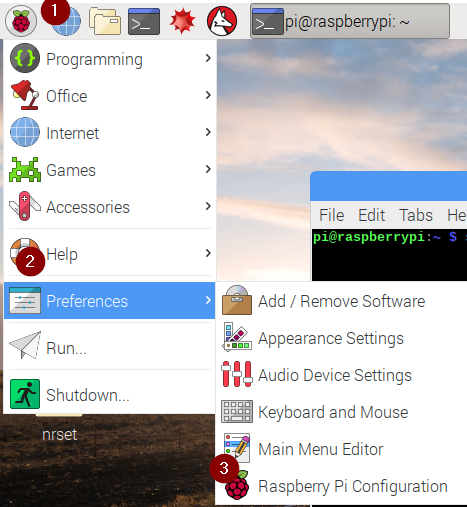 1
pi@raspberrypi: ~
Programming
Office
Internet
Games
Accessories
Help
2
Preferences
Run...
Shutdown...
nrset
File Edit Tabs
pi@raspberrypi:~ $
Add / Remove Software
Appearance Settings
Audio Device Settings
Keyboard and Mouse
Main Menu Editor
3
Raspberry Pi Configuration